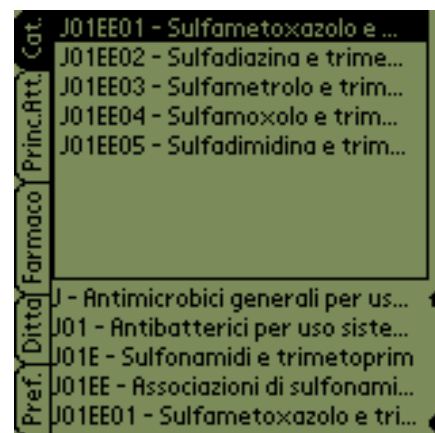 Cat.
Princ.Att.
Farmaco
Ditta
Pref.
J01EE01 - Sulfametoxazolo e ...
J01EE02 - Sulfadiazina e trime...
J01EE03 - Sulfametrolo e trim...
J01EE04 - Sulfamoxolo e trim...
J01EE05 - Sulfadimidina e trim...
J - Antimicrobici generali per us...
J01 - Antibatterici per uso siste...
J01E - Sulfonamidi e trimetoprim
J01EE - Associazioni di sulfonami...
J01EE01 - Sulfametoxazolo e tri...